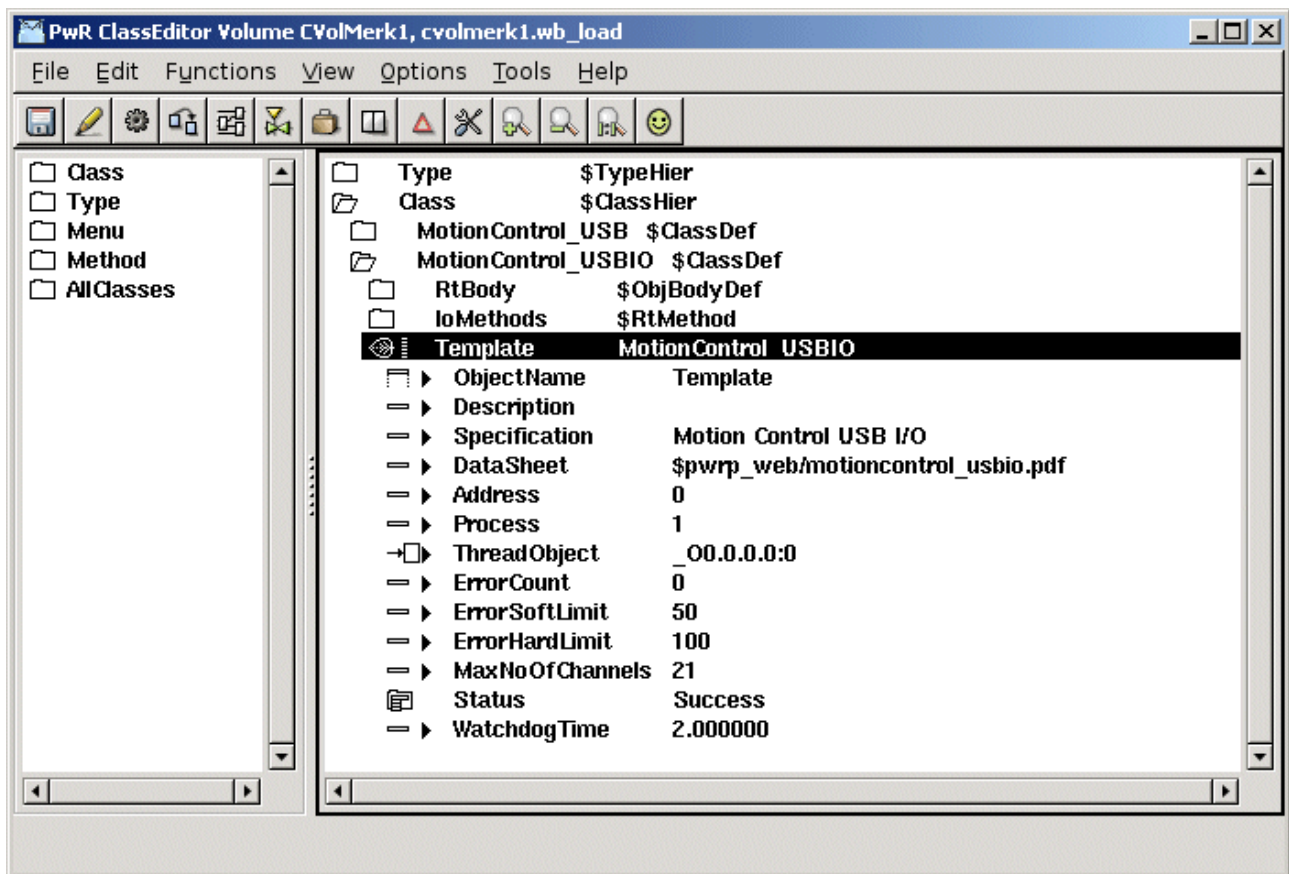 PwR ClassEditor Volume CVolMerk1, cvolmerk1.wb_load
File Edit Functions View Options Tools Help
Class
Type
Menu
Method
AllClasses
Type $TypeHier
Class $ClassHier
MotionControl_USB $ClassDef
MotionControl_USBIO $ClassDef
RtBody $ObjBodyDef
IoMethods $RtMethod
Template MotionControl_USBIO
ObjectName Template
Description
Specification Motion Control USB I/O
DataSheet $pwrp_web/motioncontrol_usbio.pdf
Address 0
Process 1
ThreadObject _O0.0.0.0:0
ErrorCount 0
ErrorSoftLimit 50
ErrorHardLimit 100
MaxNoOfChannels 21
Status Success
WatchdogTime 2.000000